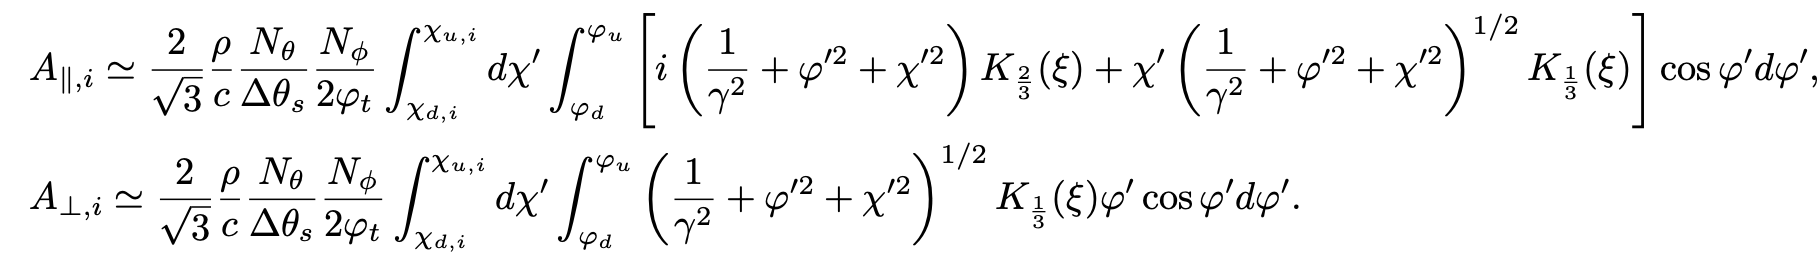 A_{\parallel,i} \simeq \frac{2}{\sqrt{3}} \frac{\rho}{c} \frac{N_\theta}{\Delta\theta_s} \frac{N_\phi}{2\varphi_t} \int_{\chi_{d,i}}^{\chi_{u,i}} d\chi' \int_{\varphi_d}^{\varphi_u} \left[ i \left( \frac{1}{\gamma^2} + \varphi'^2 + \chi'^2 \right) K_{\frac{2}{3}}(\xi) + \chi' \left( \frac{1}{\gamma^2} + \varphi'^2 + \chi'^2 \right)^{1/2} K_{\frac{1}{3}}(\xi) \right] \cos\varphi' d\varphi',
A_{\perp,i} \simeq \frac{2}{\sqrt{3}} \frac{\rho}{c} \frac{N_\theta}{\Delta\theta_s} \frac{N_\phi}{2\varphi_t} \int_{\chi_{d,i}}^{\chi_{u,i}} d\chi' \int_{\varphi_d}^{\varphi_u} \left( \frac{1}{\gamma^2} + \varphi'^2 + \chi'^2 \right)^{1/2} K_{\frac{1}{3}}(\xi) \varphi' \cos\varphi' d\varphi'.